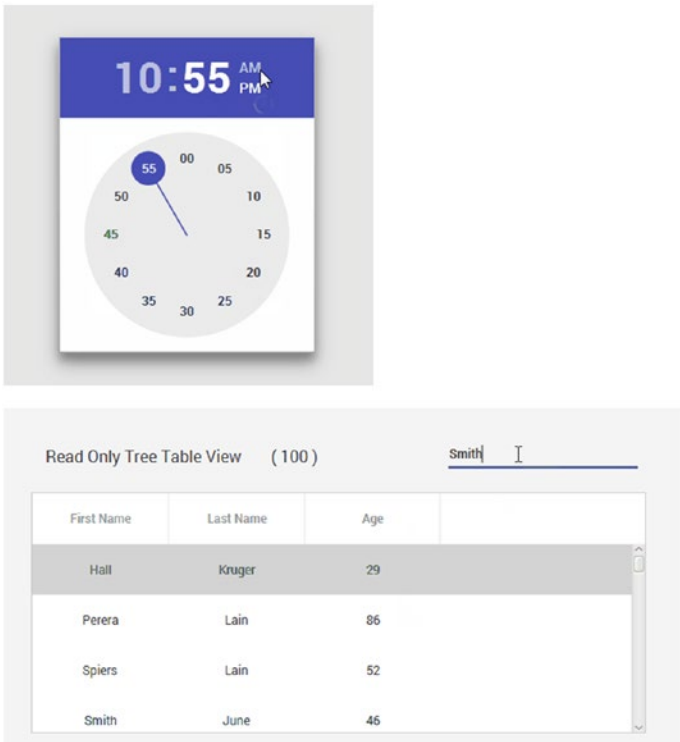 10:55 AM
PM
00
55 05
50 10
45 15
40 20
35 25
30
Read Only Tree Table View ( 100 ) Smith
First Name Last Name Age
Hall Kruger 29
Perera Lain 86
Spiers Lain 52
Smith June 46